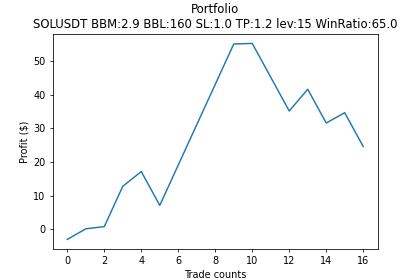 Portfolio
SOLUSDT BBM:2.9 BBL:160 SL:1.0 TP:1.2 lev:15 WinRatio:65.0
50
40
30
20
10
0
Profit ($)
0 2 4 6 8 10 12 14 16
Trade counts